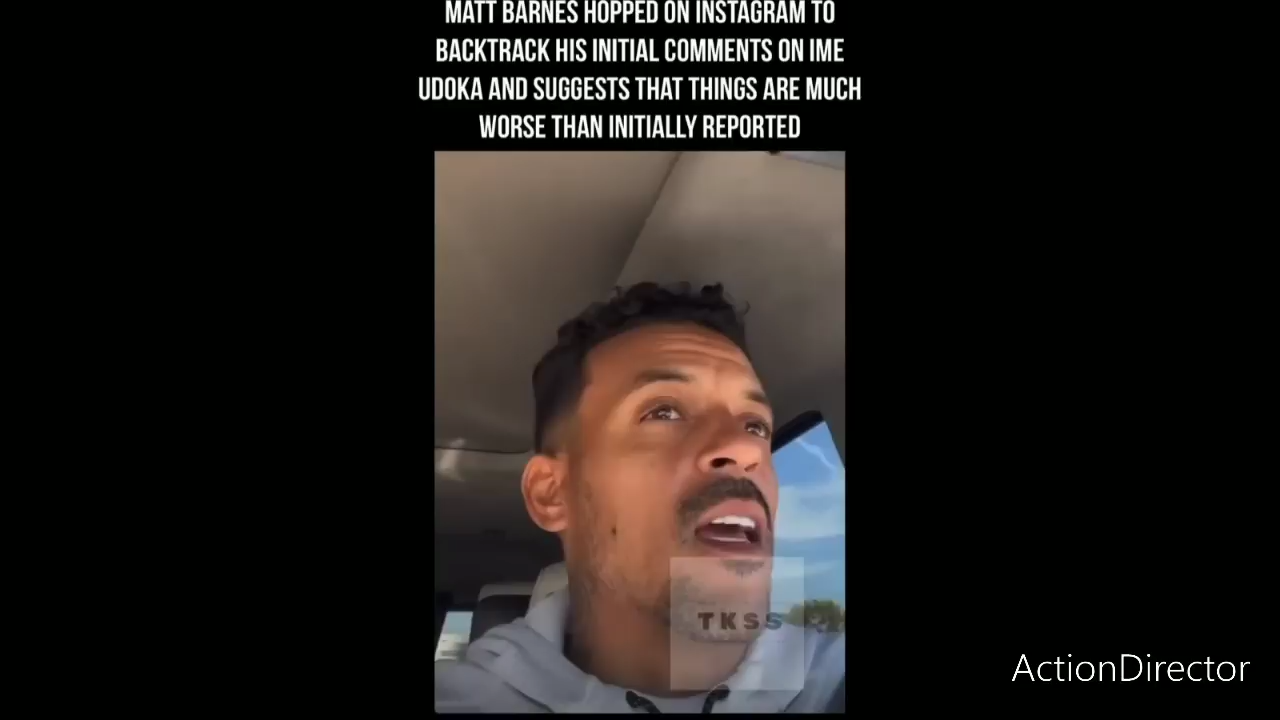 MATT BARNES HOPPED ON INSTAGRAM TO
BACKTRACK HIS INITIAL COMMENTS ON IME
UDOKA AND SUGGESTS THAT THINGS ARE MUCH
WORSE THAN INITIALLY REPORTED
TKSS
ActionDirector